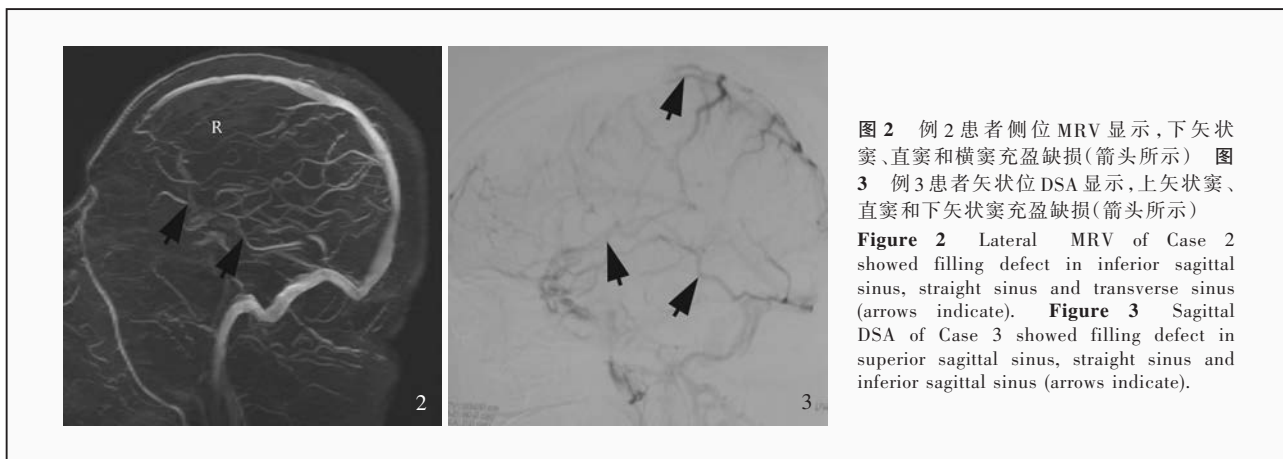 R
2
3
图 2 例 2 患者侧位 MRV 显示,下矢状
窦、直窦和横窦充盈缺损(箭头所示) 图
3 例 3 患者矢状位 DSA 显示,上矢状窦、
直窦和下矢状窦充盈缺损(箭头所示)
Figure 2 Lateral MRV of Case 2
showed filling defect in inferior sagittal
sinus, straight sinus and transverse sinus
(arrows indicate). Figure 3 Sagittal
DSA of Case 3 showed filling defect in
superior sagittal sinus, straight sinus and
inferior sagittal sinus (arrows indicate).